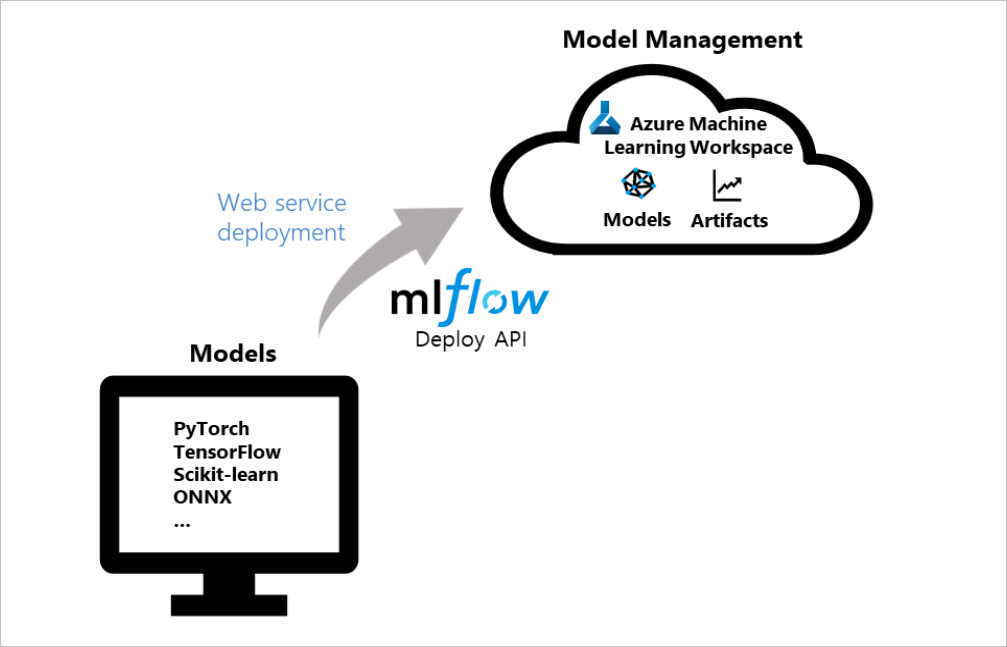 Model Management
Azure Machine
Learning Workspace
Models
Artifacts
Web service
deployment
mlflow
Deploy API
Models
PyTorch
TensorFlow
Scikit-learn
ONNX
...